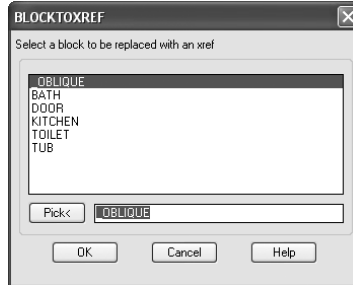 BLOCKTOXREF
Select a block to be replaced with an xref
_OBLIQUE
BATH
DOOR
KITCHEN
TOILET
TUB
Pick< _OBLIQUE
OK Cancel Help